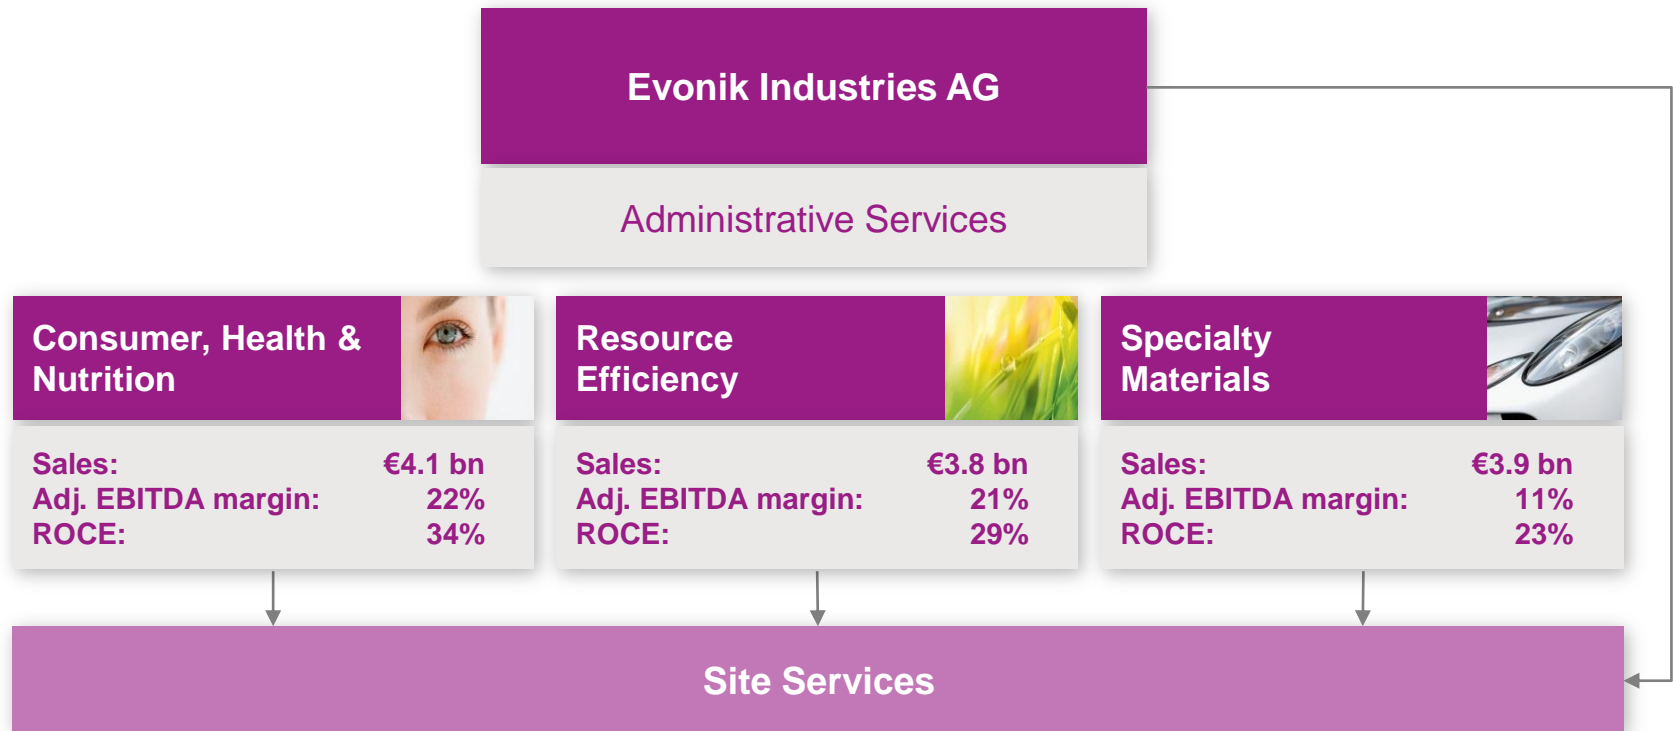 Evonik Industries AG
Administrative Services
Consumer, Health &
Nutrition
Sales: €4.1 bn
Adj. EBITDA margin: 22%
ROCE: 34%
Resource
Efficiency
Sales: €3.8 bn
Adj. EBITDA margin: 21%
ROCE: 29%
Specialty
Materials
Sales: €3.9 bn
Adj. EBITDA margin: 11%
ROCE: 23%
Site Services